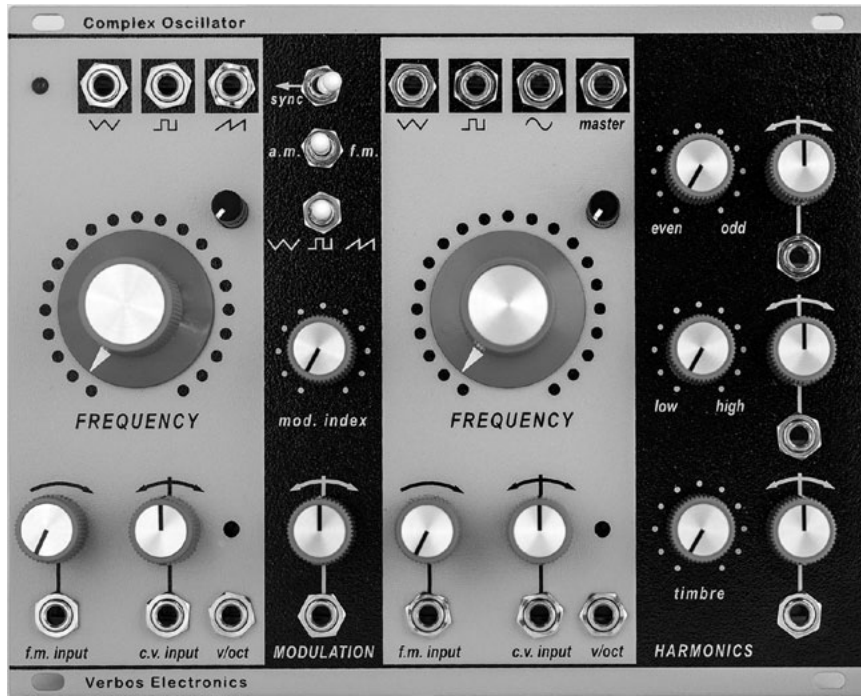 Complex Oscillator
sync
master
a.m.
f.m.
even
odd
FREQUENCY
mod. index
FREQUENCY
low
high
timbre
f.m. input
c.v. input
v/oct
MODULATION
f.m. input
c.v. input
v/oct
HARMONICS
Verbos Electronics